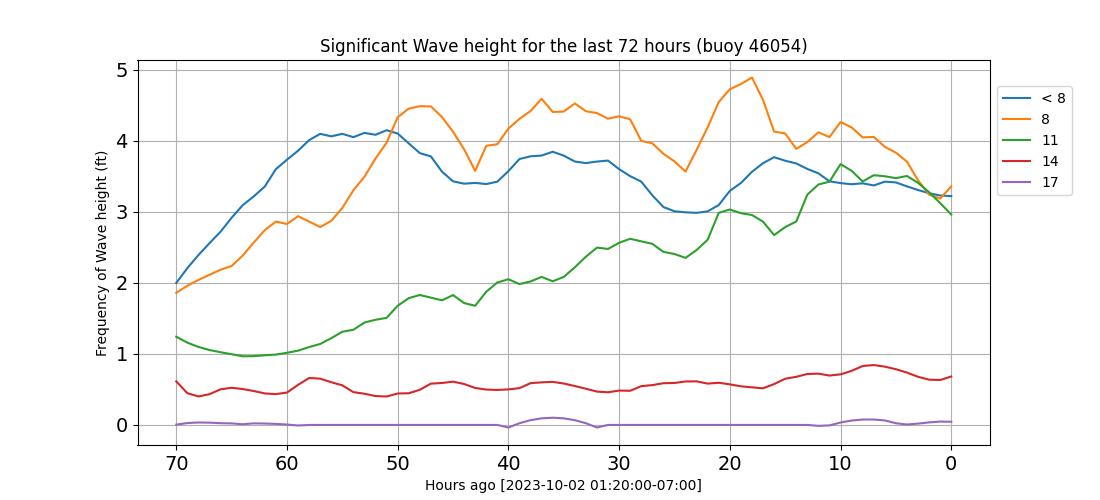 Significant Wave height for the last 72 hours (buoy 46054)
Frequency of Wave height (ft)
5
4
3
2
1
0
70 60 50 40 30 20 10 0
Hours ago [2023-10-02 01:20:00-07:00]
< 8
8
11
14
17